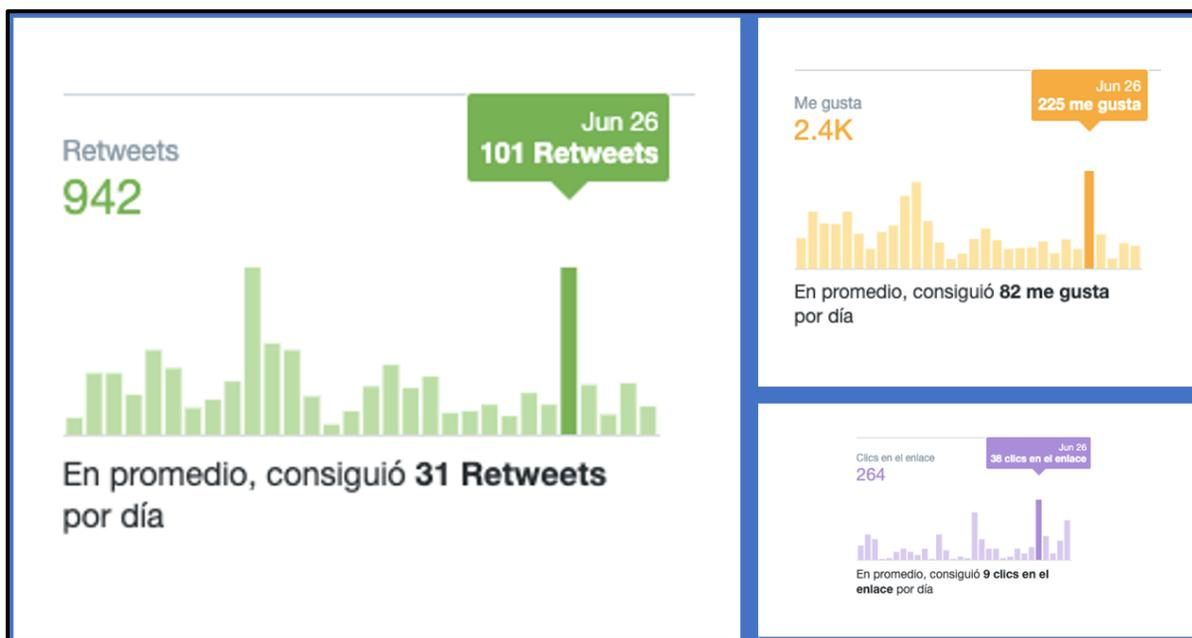 Jun 26
101 Retweets
Retweets
942
En promedio, consiguió 31 Retweets
por día
Jun 26
225 me gusta
Me gusta
2.4K
En promedio, consiguió 82 me gusta
por día
Jun 26
38 clics en el enlace
Clics en el enlace
264
En promedio, consiguió 9 clics en el
enlace por día